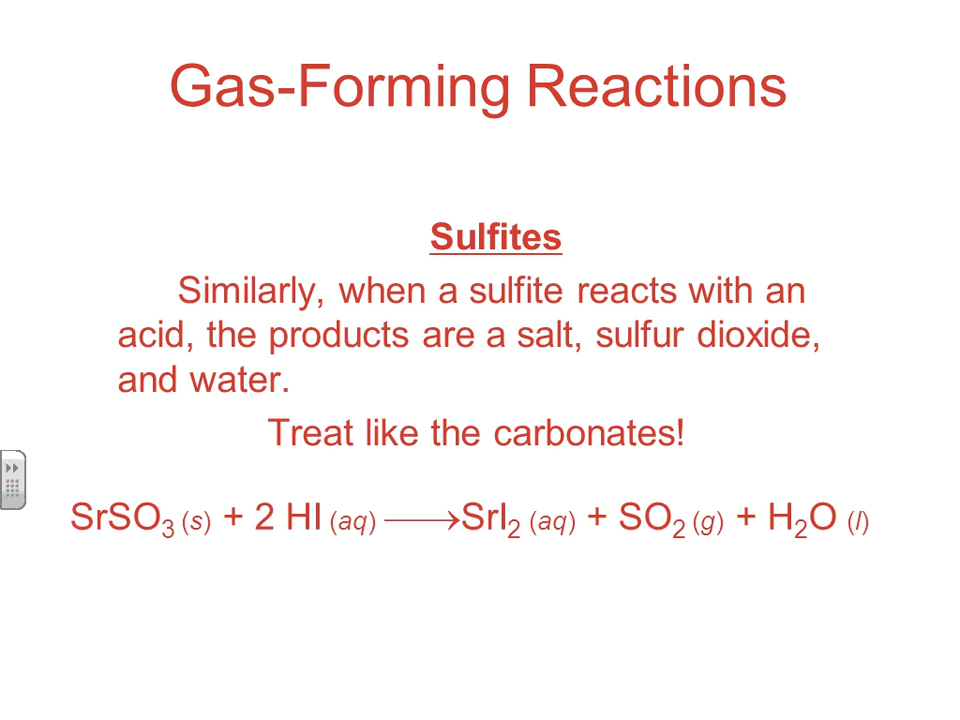 Gas-Forming Reactions
Sulfites
Similarly, when a sulfite reacts with an
acid, the products are a salt, sulfur dioxide,
and water.
Treat like the carbonates!
SrSO₃ (s) + 2 HI (aq) ⟶SrI₂ (aq) + SO₂ (g) + H₂O (l)